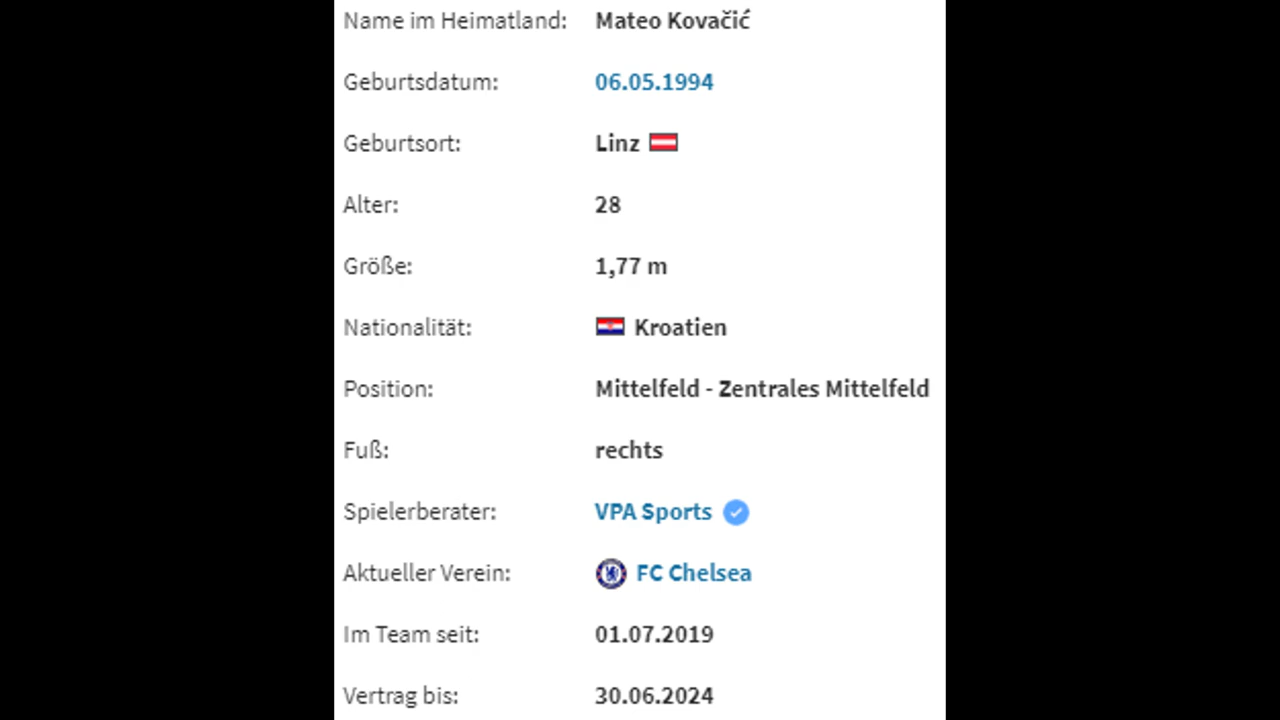 Name im Heimatland: Mateo Kovačić
Geburtsdatum: 06.05.1994
Geburtsort: Linz
Alter: 28
Größe: 1,77 m
Nationalität: Kroatien
Position: Mittelfeld - Zentrales Mittelfeld
Fuß: rechts
Spielerberater: VPA Sports
Aktueller Verein: FC Chelsea
Im Team seit: 01.07.2019
Vertrag bis: 30.06.2024